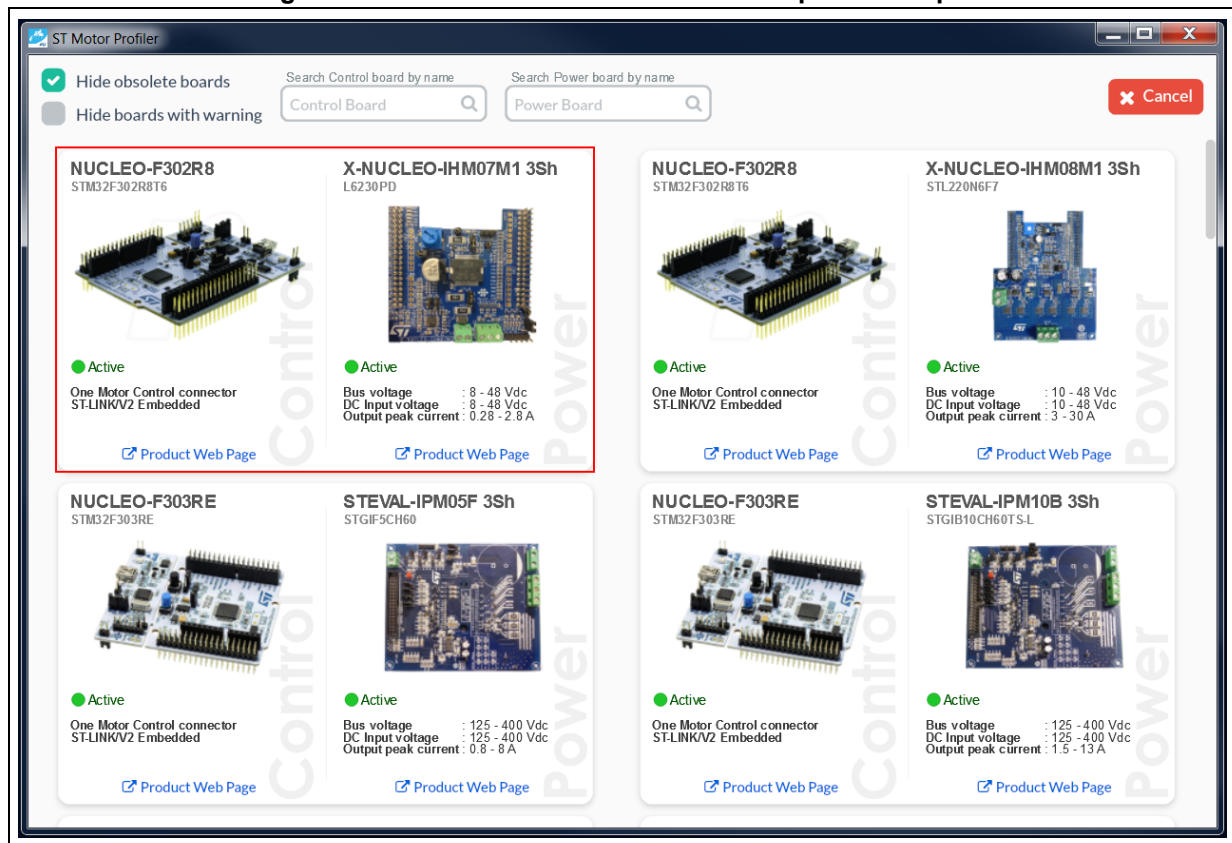 ST Motor Profiler
Hide obsolete boards
Hide boards with warning
Search Control board by name
Control Board
Search Power board by name
Power Board
Cancel
NUCLEO-F302R8
STM32F302R8T6
Control
Active
One Motor Control connector
ST-LINK/V2 Embedded
Product Web Page
X-NUCLEO-IHM07M1 3Sh
L6230PD
Power
Active
Bus voltage : 8 - 48 Vdc
DC Input voltage : 8 - 48 Vdc
Output peak current : 0.28 - 2.8 A
Product Web Page
NUCLEO-F302R8
STM32F302R8T6
Control
Active
One Motor Control connector
ST-LINK/V2 Embedded
Product Web Page
X-NUCLEO-IHM08M1 3Sh
STL220N6F7
Power
Active
Bus voltage : 10 - 48 Vdc
DC Input voltage : 10 - 48 Vdc
Output peak current : 3 - 30 A
Product Web Page
NUCLEO-F303RE
STM32F303RE
Control
Active
One Motor Control connector
ST-LINK/V2 Embedded
Product Web Page
STEVAL-IPM05F 3Sh
STGIF5CH60
Power
Active
Bus voltage : 125 - 400 Vdc
DC Input voltage : 125 - 400 Vdc
Output peak current : 0.8 - 8 A
Product Web Page
NUCLEO-F303RE
STM32F303RE
Control
Active
One Motor Control connector
ST-LINK/V2 Embedded
Product Web Page
STEVAL-IPM10B 3Sh
STGIB10CH60TS-L
Power
Active
Bus voltage : 125 - 400 Vdc
DC Input voltage : 125 - 400 Vdc
Output peak current : 1.5 - 13 A
Product Web Page